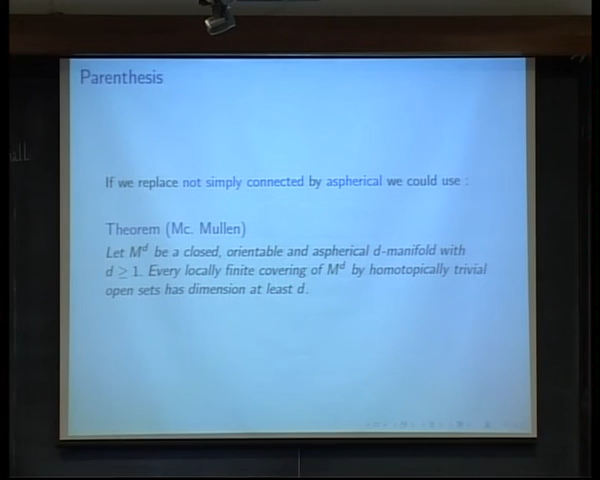 Parenthesis
If we replace not simply connected by aspherical we could use :
Theorem (Mc. Mullen)
Let M^d be a closed, orientable and aspherical d-manifold with
d ≥ 1. Every locally finite covering of M^d by homotopically trivial
open sets has dimension at least d.